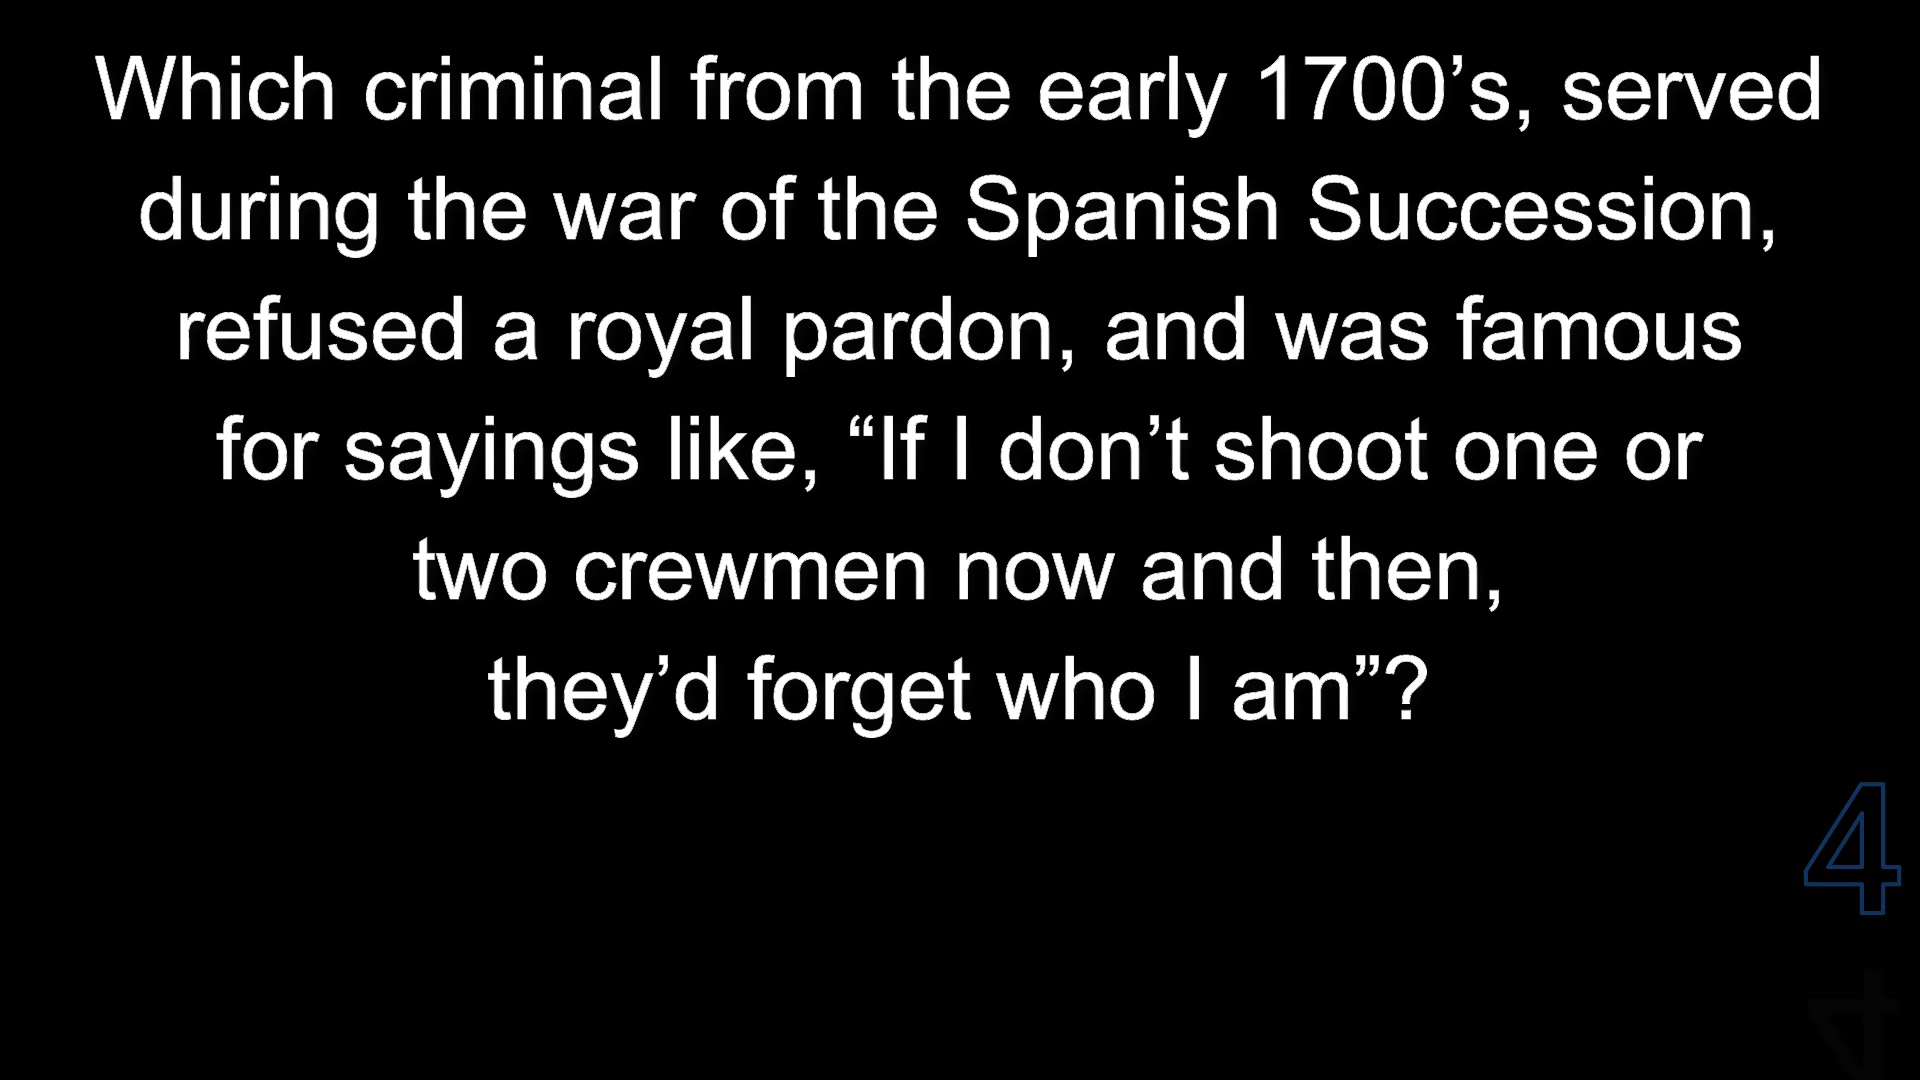 Which criminal from the early 1700’s, served
during the war of the Spanish Succession,
refused a royal pardon, and was famous
for sayings like, “If I don’t shoot one or
two crewmen now and then,
they’d forget who I am”?
4